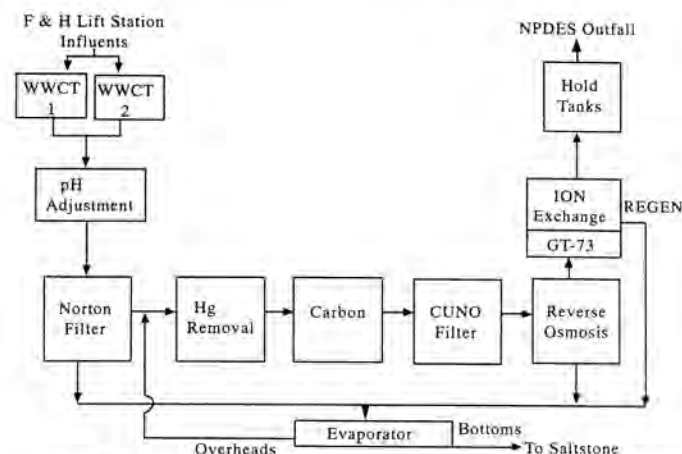 F & H Lift Station
Influents
WWCT
1
WWCT
2
pH
Adjustment
Norton
Filter
Hg
Removal
Carbon
CUNO
Filter
Reverse
Osmosis
GT-73
ION
Exchange
REGEN
Hold
Tanks
NPDES Outfall
Evaporator
Overheads
Bottoms
To Saltstone